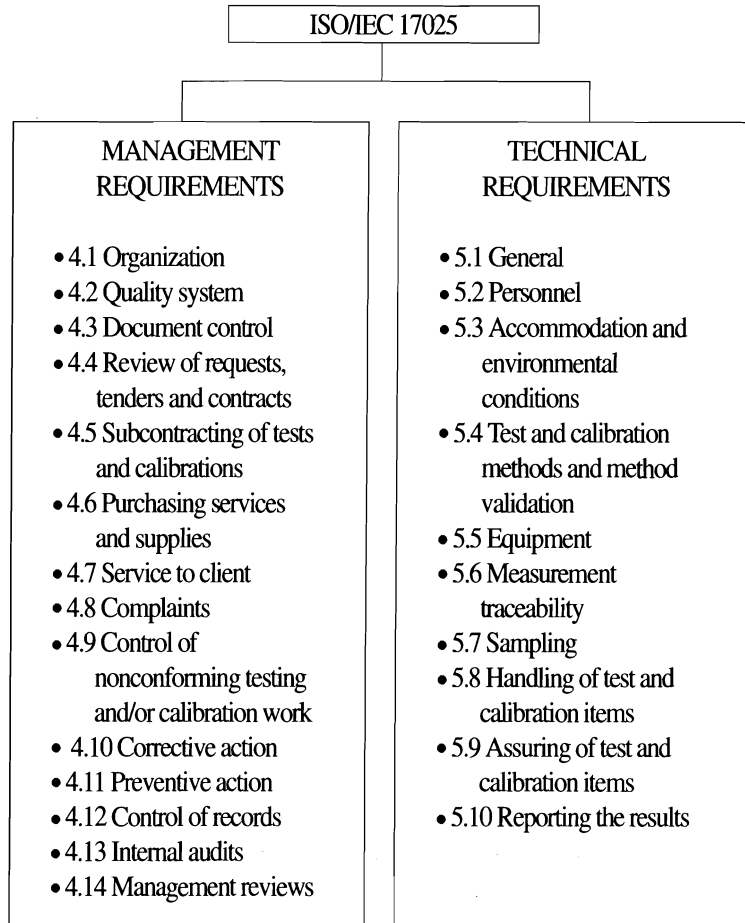 ISO/IEC 17025
MANAGEMENT
REQUIREMENTS
• 4.1 Organization
• 4.2 Quality system
• 4.3 Document control
• 4.4 Review of requests,
tenders and contracts
• 4.5 Subcontracting of tests
and calibrations
• 4.6 Purchasing services
and supplies
• 4.7 Service to client
• 4.8 Complaints
• 4.9 Control of
nonconforming testing
and/or calibration work
• 4.10 Corrective action
• 4.11 Preventive action
• 4.12 Control of records
• 4.13 Internal audits
• 4.14 Management reviews
TECHNICAL
REQUIREMENTS
• 5.1 General
• 5.2 Personnel
• 5.3 Accommodation and
environmental
conditions
• 5.4 Test and calibration
methods and method
validation
• 5.5 Equipment
• 5.6 Measurement
traceability
• 5.7 Sampling
• 5.8 Handling of test and
calibration items
• 5.9 Assuring of test and
calibration items
• 5.10 Reporting the results